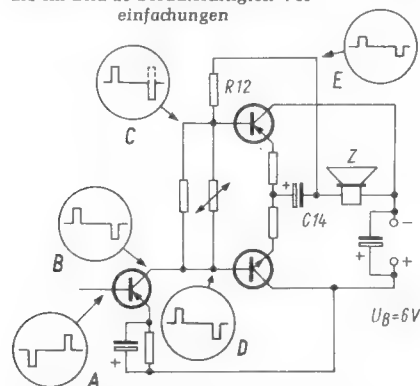 einfachungen
E
R12
C
Z
+
C14
B
−
+
+
U_B=6V
D
+
A